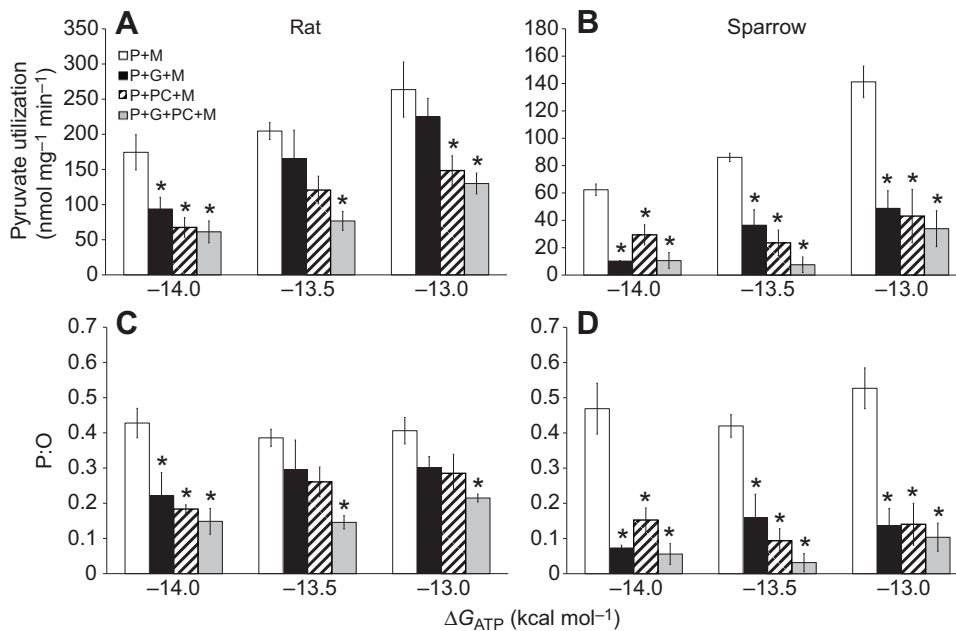 A
Rat
B
Sparrow
Pyruvate utilization
(nmol mg–1 min–1)
350
300
250
200
150
100
50
0
P+M
P+G+M
P+PC+M
P+G+PC+M
* * * * * *
180
160
140
120
100
80
60
40
20
0
* * * * * * * * *
–14.0 –13.5 –13.0
–14.0 –13.5 –13.0
C
D
P:O
0.7
0.6
0.5
0.4
0.3
0.2
0.1
0
* * * * *
0.7
0.6
0.5
0.4
0.3
0.2
0.1
0
* * * * * * * * *
–14.0 –13.5 –13.0
–14.0 –13.5 –13.0
ΔGATP (kcal mol–1)